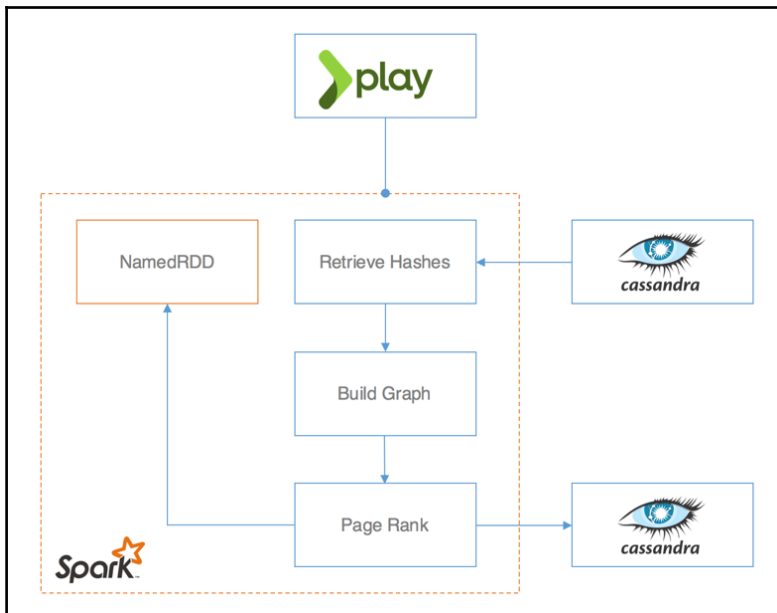 play
NamedRDD
Retrieve Hashes
cassandra
Build Graph
Page Rank
cassandra
Spark